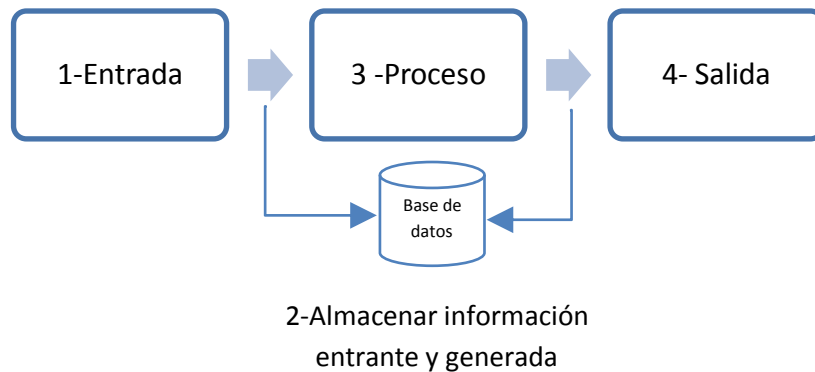 1-Entrada
3 -Proceso
4- Salida
Base de
datos
2-Almacenar información
entrante y generada